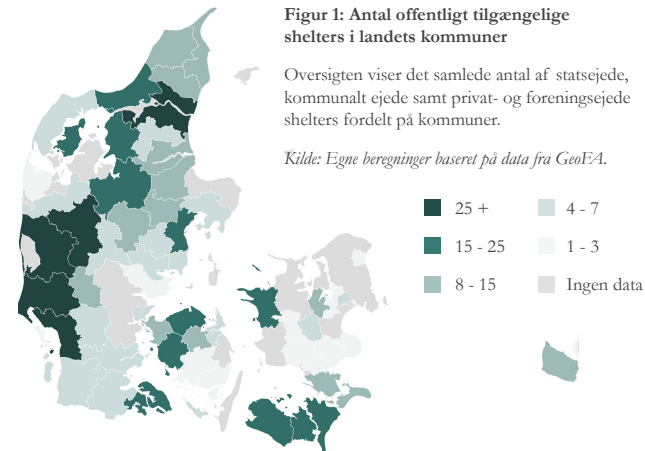 Figur 1: Antal offentligt tilgængelige
shelters i landets kommuner
Oversigten viser det samlede antal af statsejede,
kommunalt ejede samt privat- og foreningsejede
shelters fordelt på kommuner.
Kilde: Egne beregninger baseret på data fra GeoFA.
25 +
4 - 7
15 - 25
1 - 3
8 - 15
Ingen data